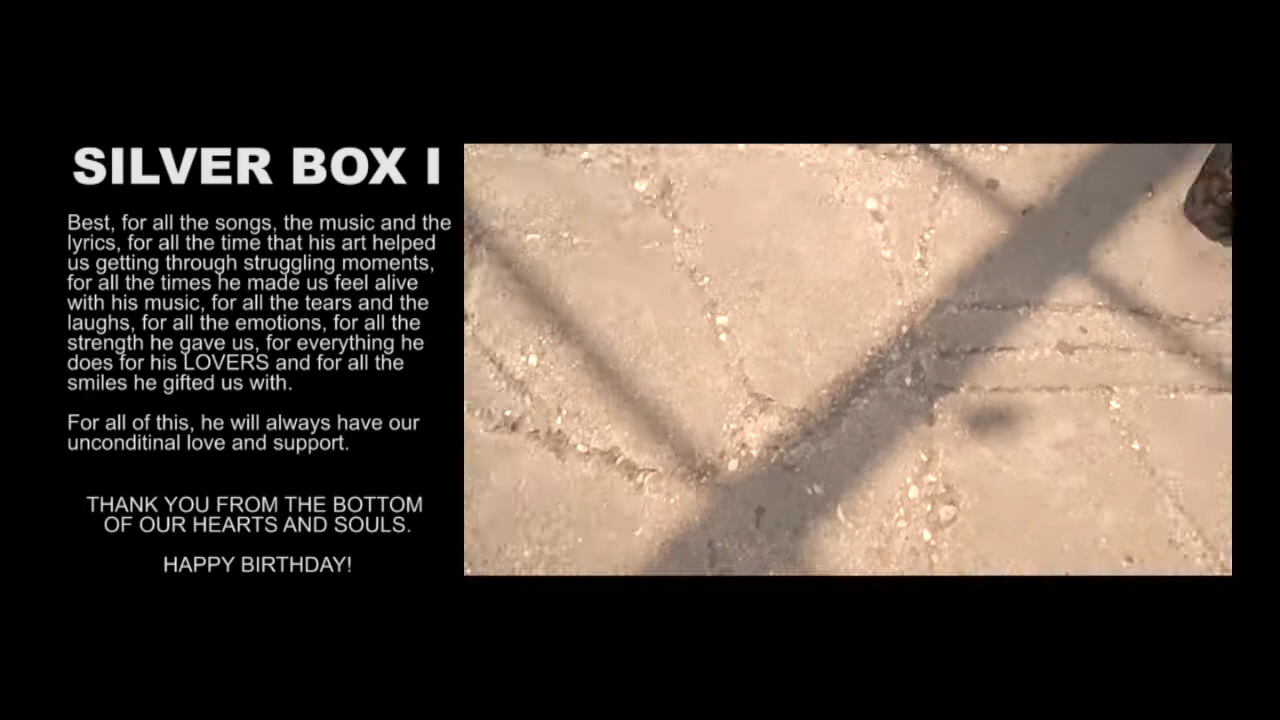 SILVER BOX I
Best, for all the songs, the music and the
lyrics, for all the time that his art helped
us getting through struggling moments,
for all the times he made us feel alive
with his music, for all the tears and the
laughs, for all the emotions, for all the
strength he gave us, for everything he
does for his LOVERS and for all the
smiles he gifted us with.
For all of this, he will always have our
unconditinal love and support.
THANK YOU FROM THE BOTTOM
OF OUR HEARTS AND SOULS.
HAPPY BIRTHDAY!